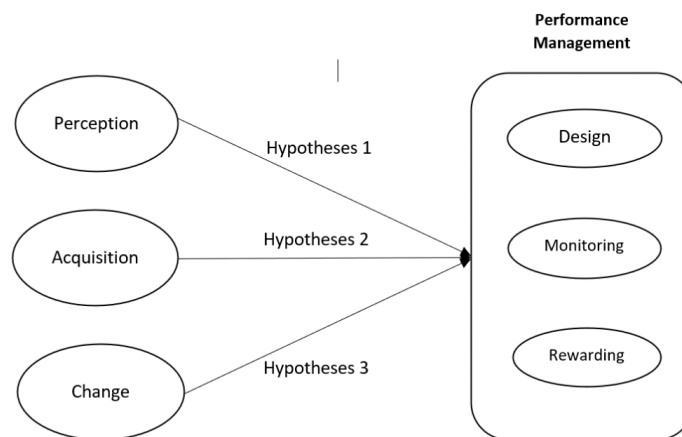 Performance
Management
Perception
Hypotheses 1
Design
Acquisition
Hypotheses 2
Monitoring
Change
Hypotheses 3
Rewarding